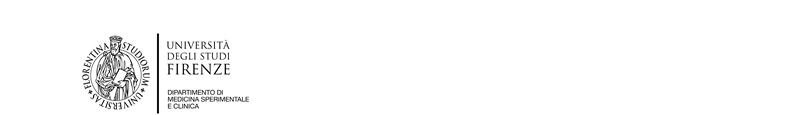 FLORENTINA STUDIORUM UNIVERSITAS
UNIVERSITÀ
DEGLI STUDI
FIRENZE
DIPARTIMENTO DI
MEDICINA SPERIMENTALE
E CLINICA